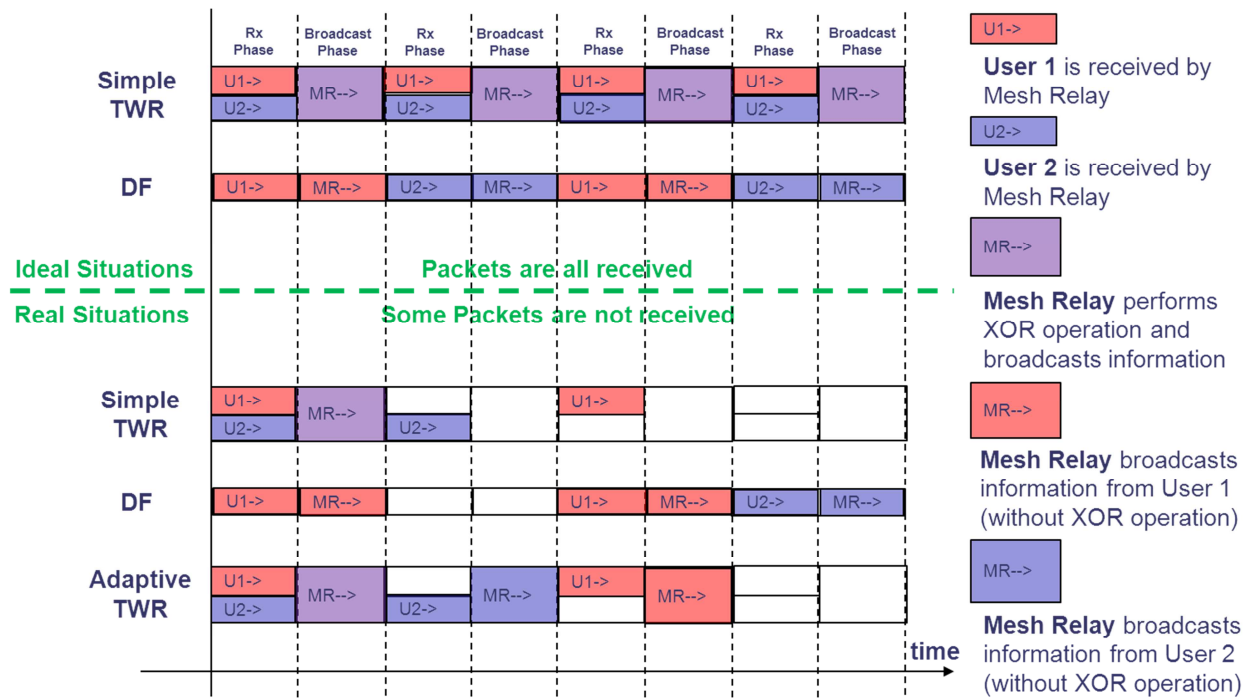 Rx Phase
Broadcast Phase
Rx Phase
Broadcast Phase
Rx Phase
Broadcast Phase
Rx Phase
Broadcast Phase
Simple
TWR
U1->
U2->
MR-->
U1->
U2->
MR-->
U1->
U2->
MR-->
U1->
U2->
MR-->
DF
U1->
MR-->
U2->
MR-->
U1->
MR-->
U2->
MR-->
Ideal Situations
Packets are all received
Real Situations
Some Packets are not received
Simple
TWR
U1->
U2->
MR-->
U2->
U1->
DF
U1->
MR-->
U1->
MR-->
U2->
MR-->
Adaptive
TWR
U1->
U2->
MR-->
U2->
MR-->
U1->
MR-->
time
U1->
User 1 is received by
Mesh Relay
U2->
User 2 is received by
Mesh Relay
MR-->
Mesh Relay performs
XOR operation and
broadcasts information
MR-->
Mesh Relay broadcasts
information from User 1
(without XOR operation)
MR-->
Mesh Relay broadcasts
information from User 2
(without XOR operation)